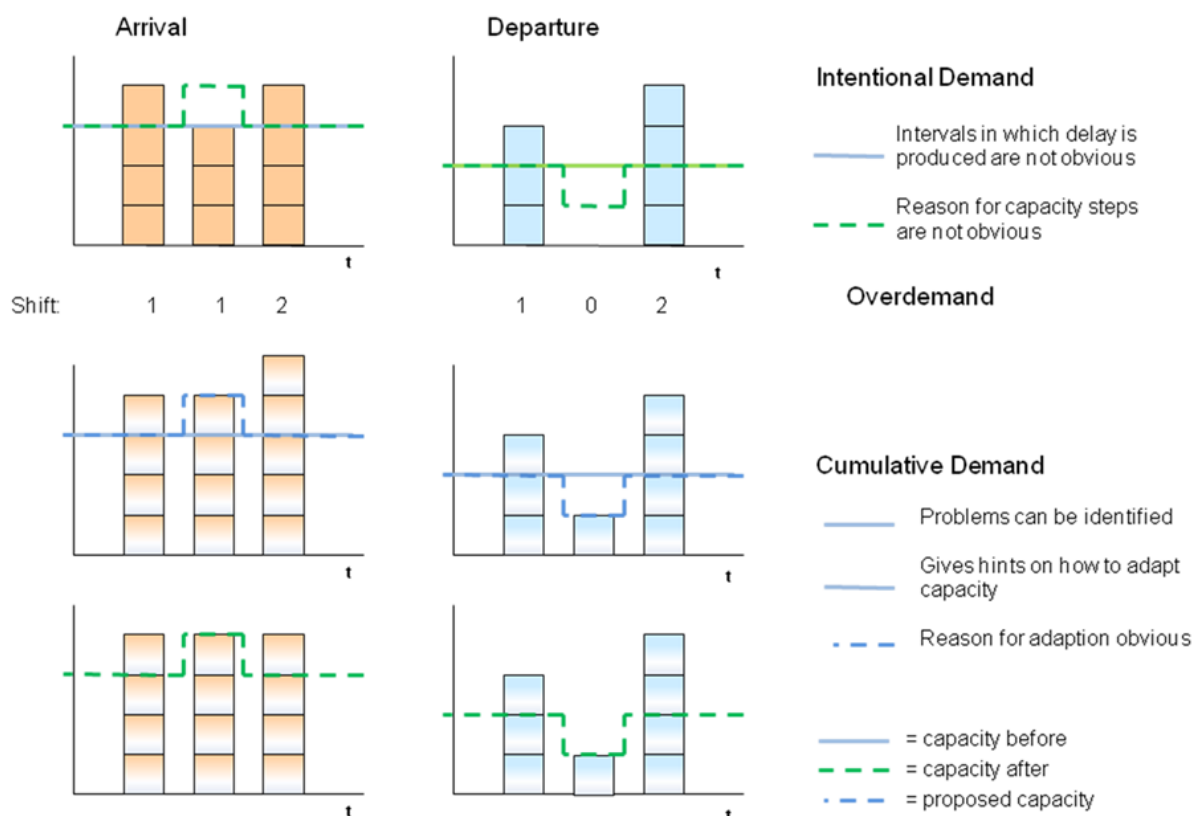 Arrival
Departure
Intentional Demand
Intervals in which delay is
produced are not obvious
Reason for capacity steps
are not obvious
t
t
Shift:
1
1
2
1
0
2
Overdemand
Cumulative Demand
Problems can be identified
Gives hints on how to adapt
capacity
t
t
Reason for adaption obvious
= capacity before
= capacity after
= proposed capacity
t
t